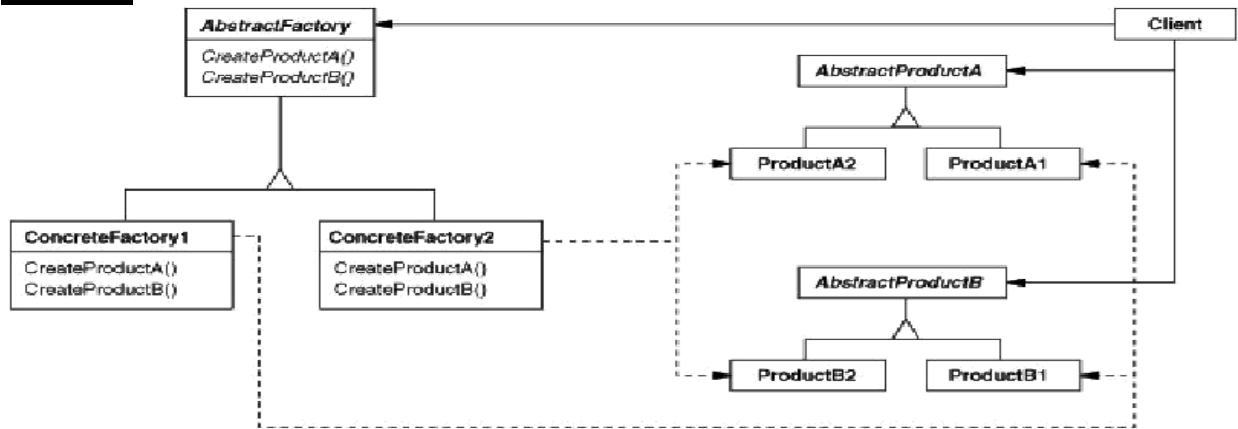 AbstractFactory
CreateProductA()
CreateProductB()
Client
AbstractProductA
ProductA2
ProductA1
ConcreteFactory1
CreateProductA()
CreateProductB()
ConcreteFactory2
CreateProductA()
CreateProductB()
AbstractProductB
ProductB2
ProductB1